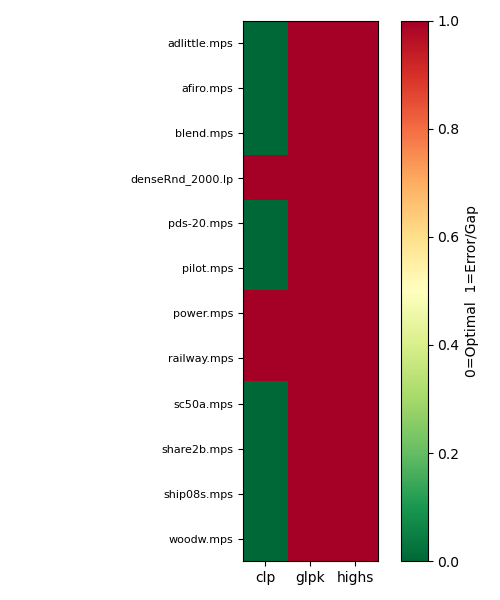 adlittle.mps
afiro.mps
blend.mps
denseRnd_2000.lp
pds-20.mps
pilot.mps
power.mps
railway.mps
sc50a.mps
share2b.mps
ship08s.mps
woodw.mps
clp glpk highs
1.0
0.8
0.6
0.4
0.2
0.0
0=Optimal  1=Error/Gap